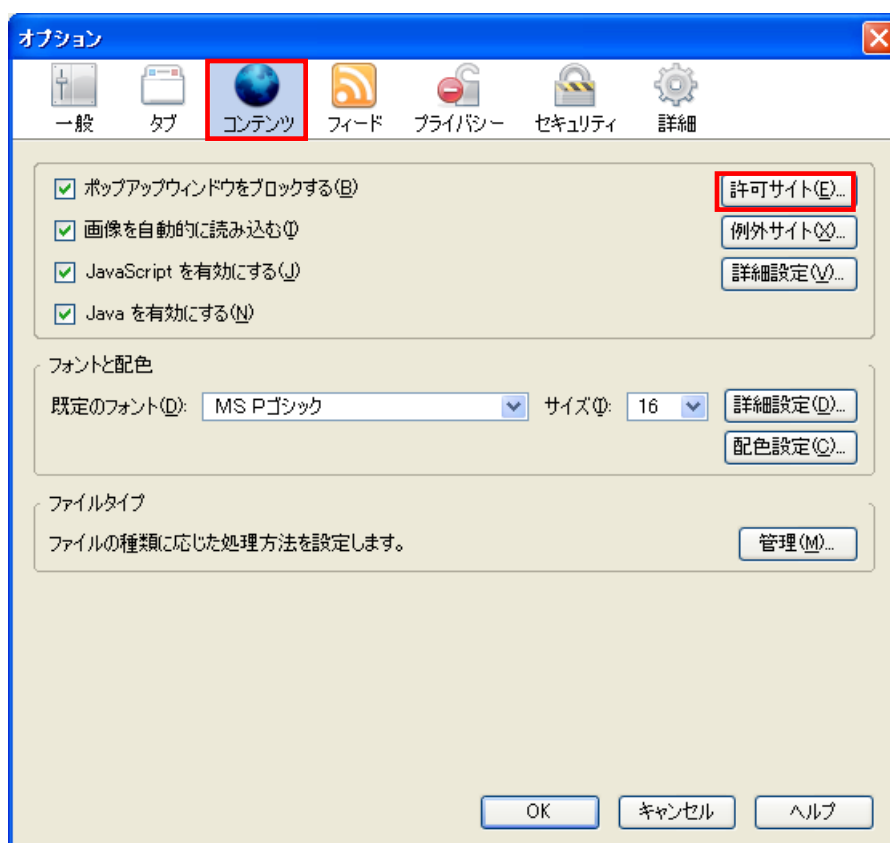 オプション
一般 タブ コンテンツ フィード プライバシー セキュリティ 詳細
ポップアップウィンドウをブロックする(B) 許可サイト(E)...
画像を自動的に読み込む(I) 例外サイト(X)...
JavaScript を有効にする(J) 詳細設定(V)...
Java を有効にする(N)
フォントと配色
既定のフォント(D): MS Pゴシック サイズ(I): 16 詳細設定(D)...
配色設定(C)...
ファイルタイプ
ファイルの種類に応じた処理方法を設定します。 管理(M)...
OK キャンセル ヘルプ